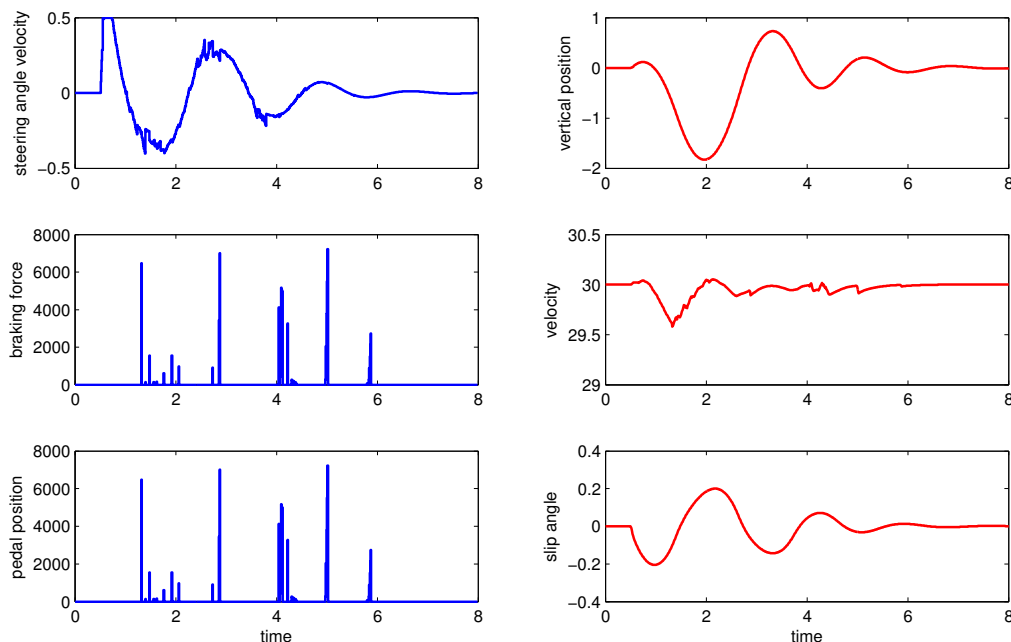 steering angle velocity
0.5
0
−0.5
0 2 4 6 8
vertical position
1
0
−1
−2
0 2 4 6 8
braking force
8000
6000
4000
2000
0
0 2 4 6 8
velocity
30.5
30
29.5
29
0 2 4 6 8
pedal position
8000
6000
4000
2000
0
0 2 4 6 8
time
slip angle
0.4
0.2
0
−0.2
−0.4
0 2 4 6 8
time